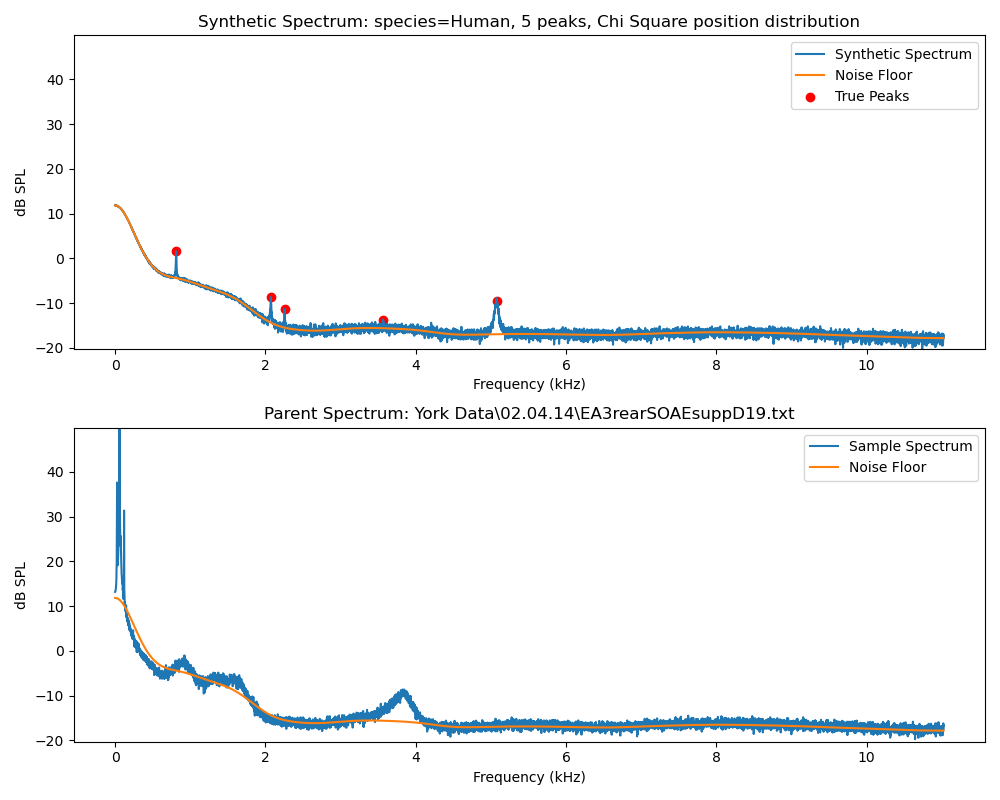 Synthetic Spectrum: species=Human, 5 peaks, Chi Square position distribution
Synthetic Spectrum
Noise Floor
True Peaks
dB SPL
40
30
20
10
0
−10
−20
0 2 4 6 8 10
Frequency (kHz)
Parent Spectrum: York Data\02.04.14\EA3rearSOAEsuppD19.txt
Sample Spectrum
Noise Floor
dB SPL
40
30
20
10
0
−10
−20
0 2 4 6 8 10
Frequency (kHz)